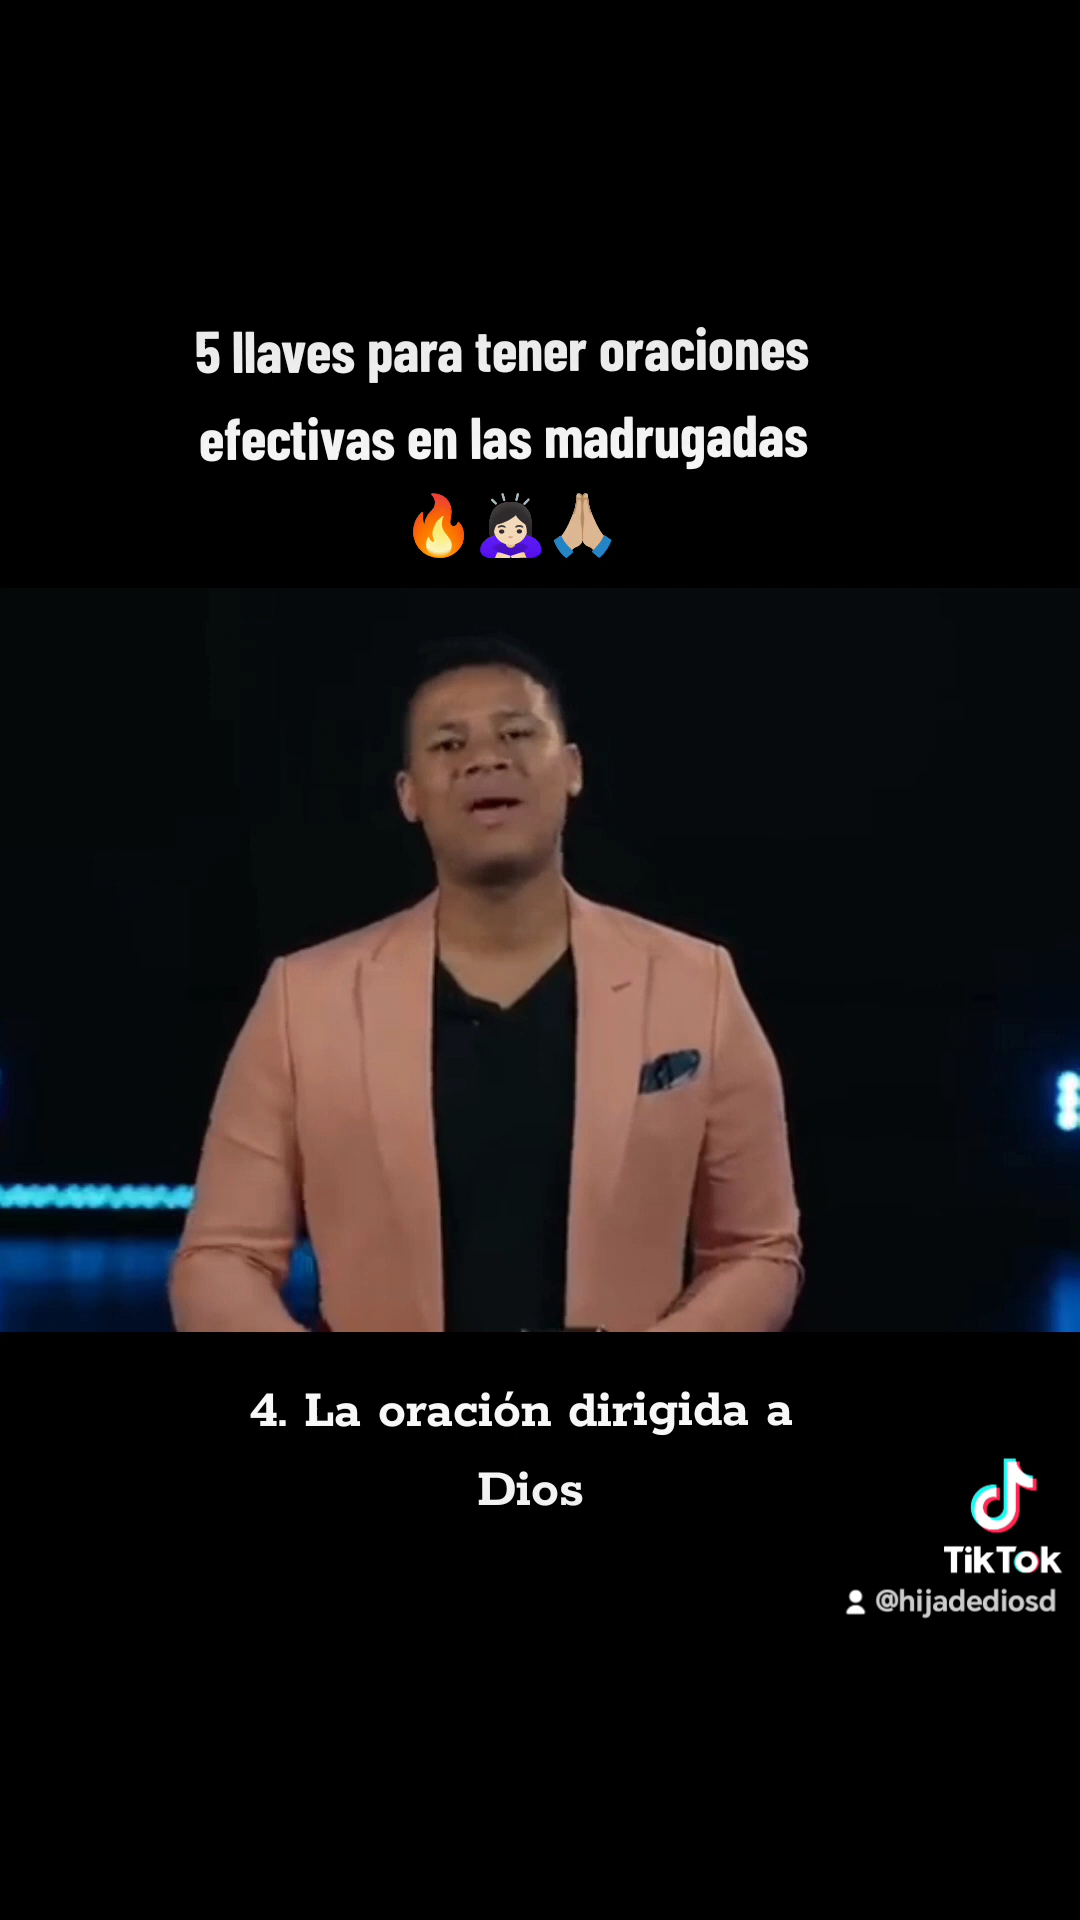 5 llaves para tener oraciones
efectivas en las madrugadas
4. La oración dirigida a
Dios
TikTok
@hijadediosd